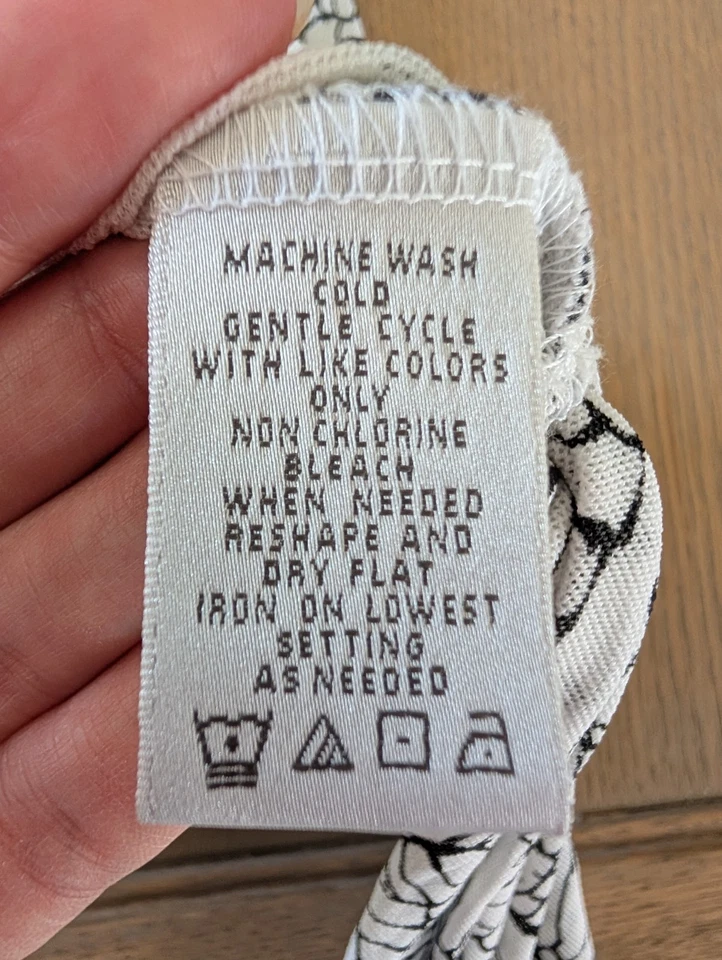 MACHINE WASH
COLD
GENTLE CYCLE
WITH LIKE COLORS
ONLY
NON CHLORINE
BLEACH
WHEN NEEDED
RESHAPE AND
DRY FLAT
IRON ON LOWEST
SETTING
AS NEEDED